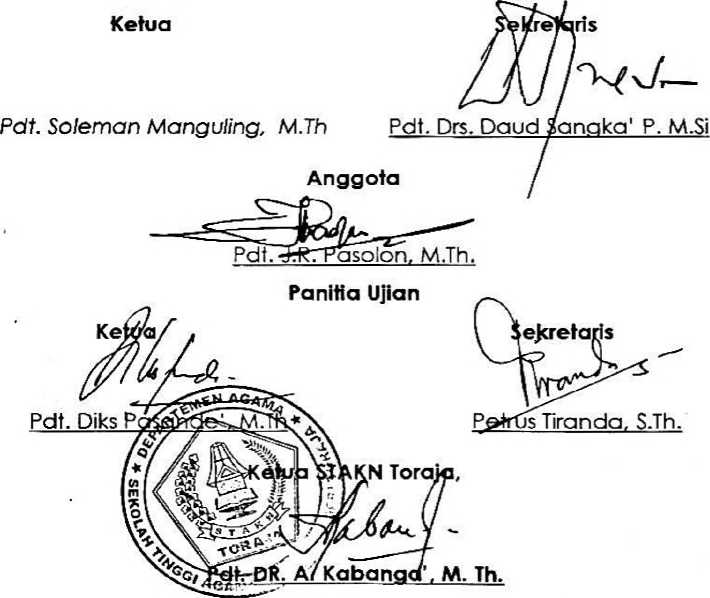 Ketua Sekretaris
Pdt. Soleman Manguling, M.Th Pdt. Drs. Daud Sangka' P. M.Si
Anggota
Pdt. J.R. Pasolon, M.Th.
Panitia Ujian
Ketua Sekretaris
Pdt. Diks Pasande', M.Th Petrus Tiranda, S.Th.
DEPARTEMEN AGAMA
SEKOLAH TINGGI AGAMA
STAKN
TORAJA
Ketua STAKN Toraja,
Pdt. DR. A. Kabanga', M. Th.